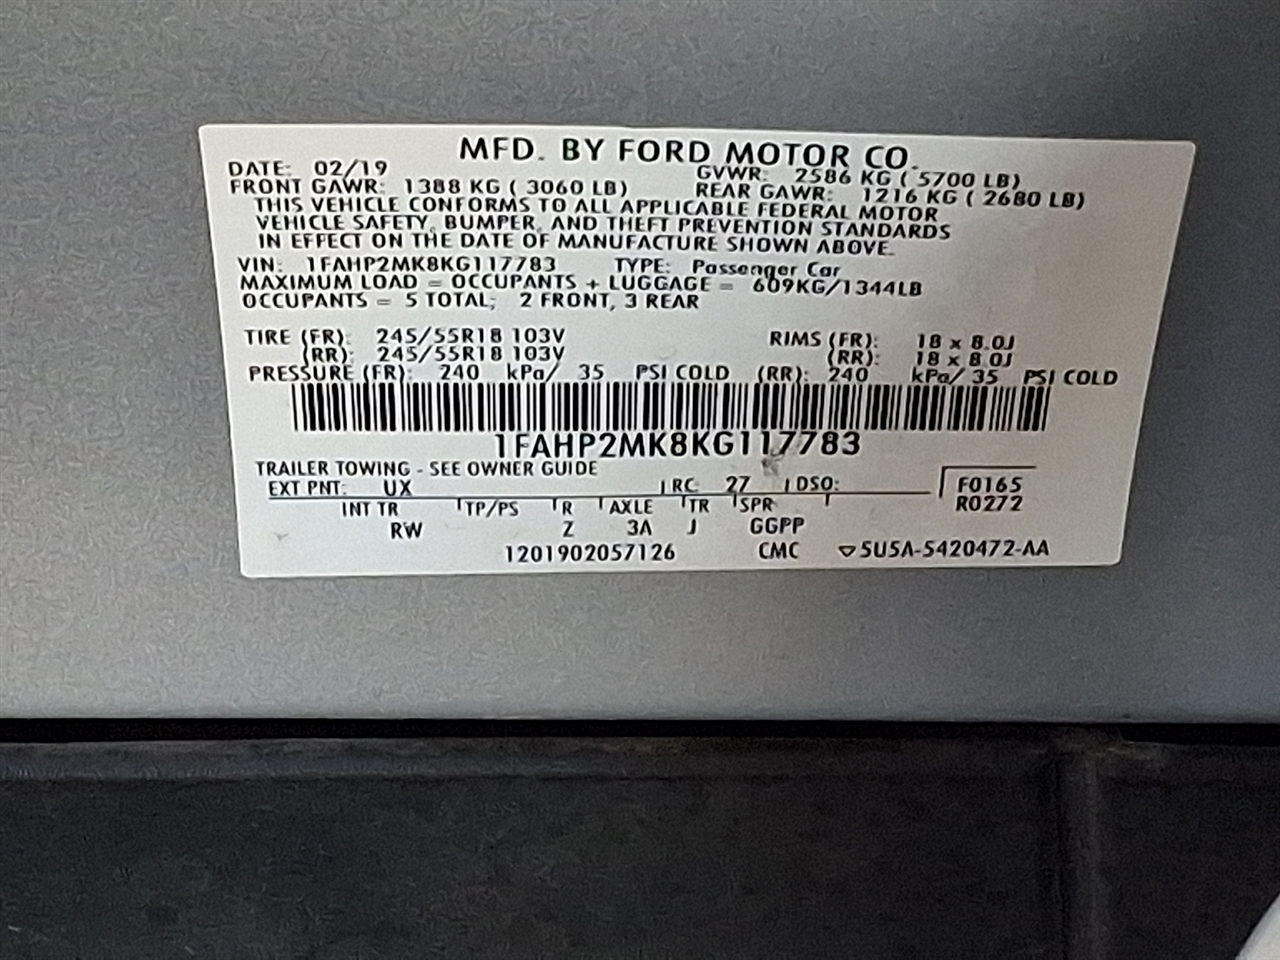 MFD. BY FORD MOTOR CO.
DATE: 02/19 GVWR: 2586 KG ( 5700 LB)
FRONT GAWR: 1388 KG ( 3060 LB) REAR GAWR: 1216 KG ( 2680 LB)
THIS VEHICLE CONFORMS TO ALL APPLICABLE FEDERAL MOTOR
VEHICLE SAFETY, BUMPER, AND THEFT PREVENTION STANDARDS
IN EFFECT ON THE DATE OF MANUFACTURE SHOWN ABOVE.
VIN: 1FAHP2MK8KG117783 TYPE: Passenger Car
MAXIMUM LOAD = OCCUPANTS + LUGGAGE = 609KG/1344LB
OCCUPANTS = 5 TOTAL; 2 FRONT, 3 REAR
TIRE (FR): 245/55R18 103V RIMS (FR): 18 x 8.0J
(RR): 245/55R18 103V (RR): 18 x 8.0J
PRESSURE (FR): 240 kPa/ 35 PSI COLD (RR): 240 kPa/ 35 PSI COLD
1FAHP2MK8KG117783
TRAILER TOWING - SEE OWNER GUIDE
EXT PNT: UX RC: 27 DSO: F0165
INT TR TP/PS R AXLE TR SPR R0272
RW Z 3A J GGPP
1201902057126 CMC ▽5U5A-5420472-AA